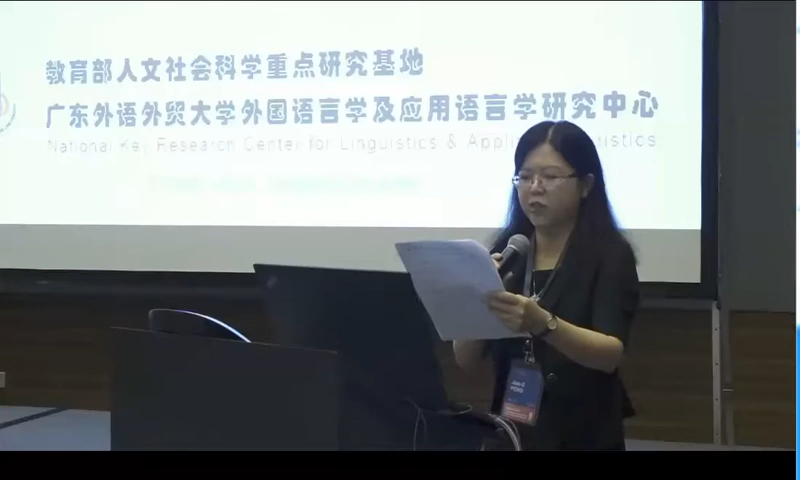 教育部人文社会科学重点研究基地
广东外语外贸大学外国语言学及应用语言学研究中心
National Key Research Center for Linguistics & Applied Linguistics